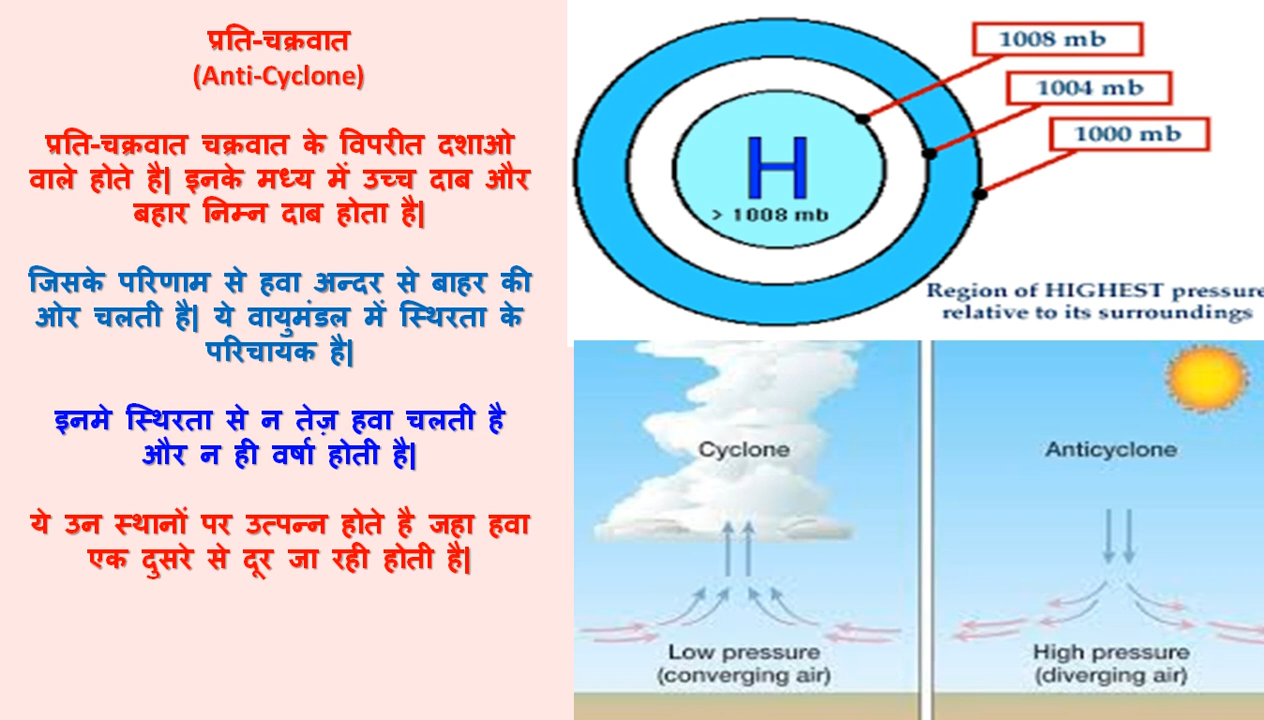 प्रति-चक्रवात
(Anti-Cyclone)
प्रति-चक्रवात चक्रवात के विपरीत दशाओ
वाले होते है| इनके मध्य में उच्च दाब और
बहार निम्न दाब होता है|
जिसके परिणाम से हवा अन्दर से बाहर की
ओर चलती है| ये वायुमंडल में स्थिरता के
परिचायक है|
इनमे स्थिरता से न तेज़ हवा चलती है
और न ही वर्षा होती है|
ये उन स्थानों पर उत्पन्न होते है जहा हवा
एक दुसरे से दूर जा रही होती है|
1008 mb
1004 mb
1000 mb
H
> 1008 mb
Region of HIGHEST pressure
relative to its surroundings
Cyclone
Low pressure
(converging air)
Anticyclone
High pressure
(diverging air)